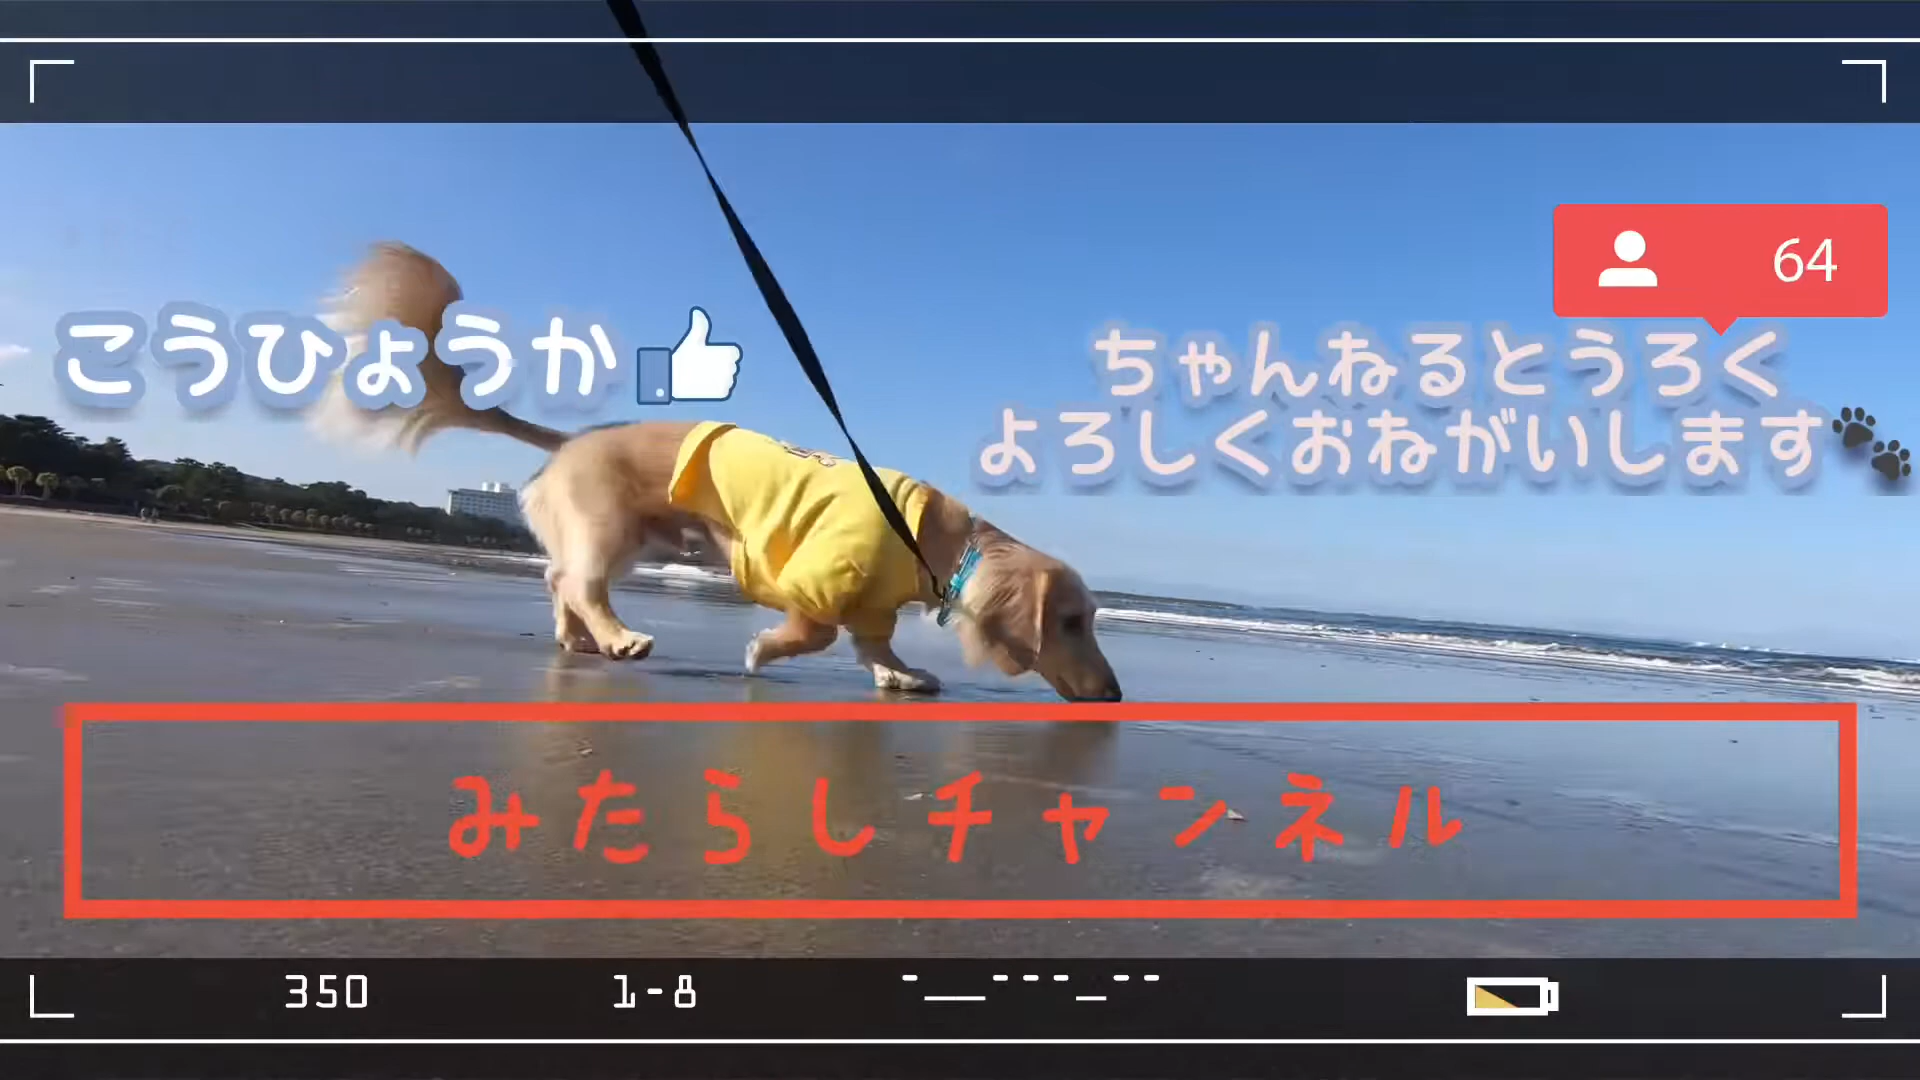 64
こうひょうか
ちゃんねるとうろく
よろしくおねがいします
みたらしチャンネル
350
1-8